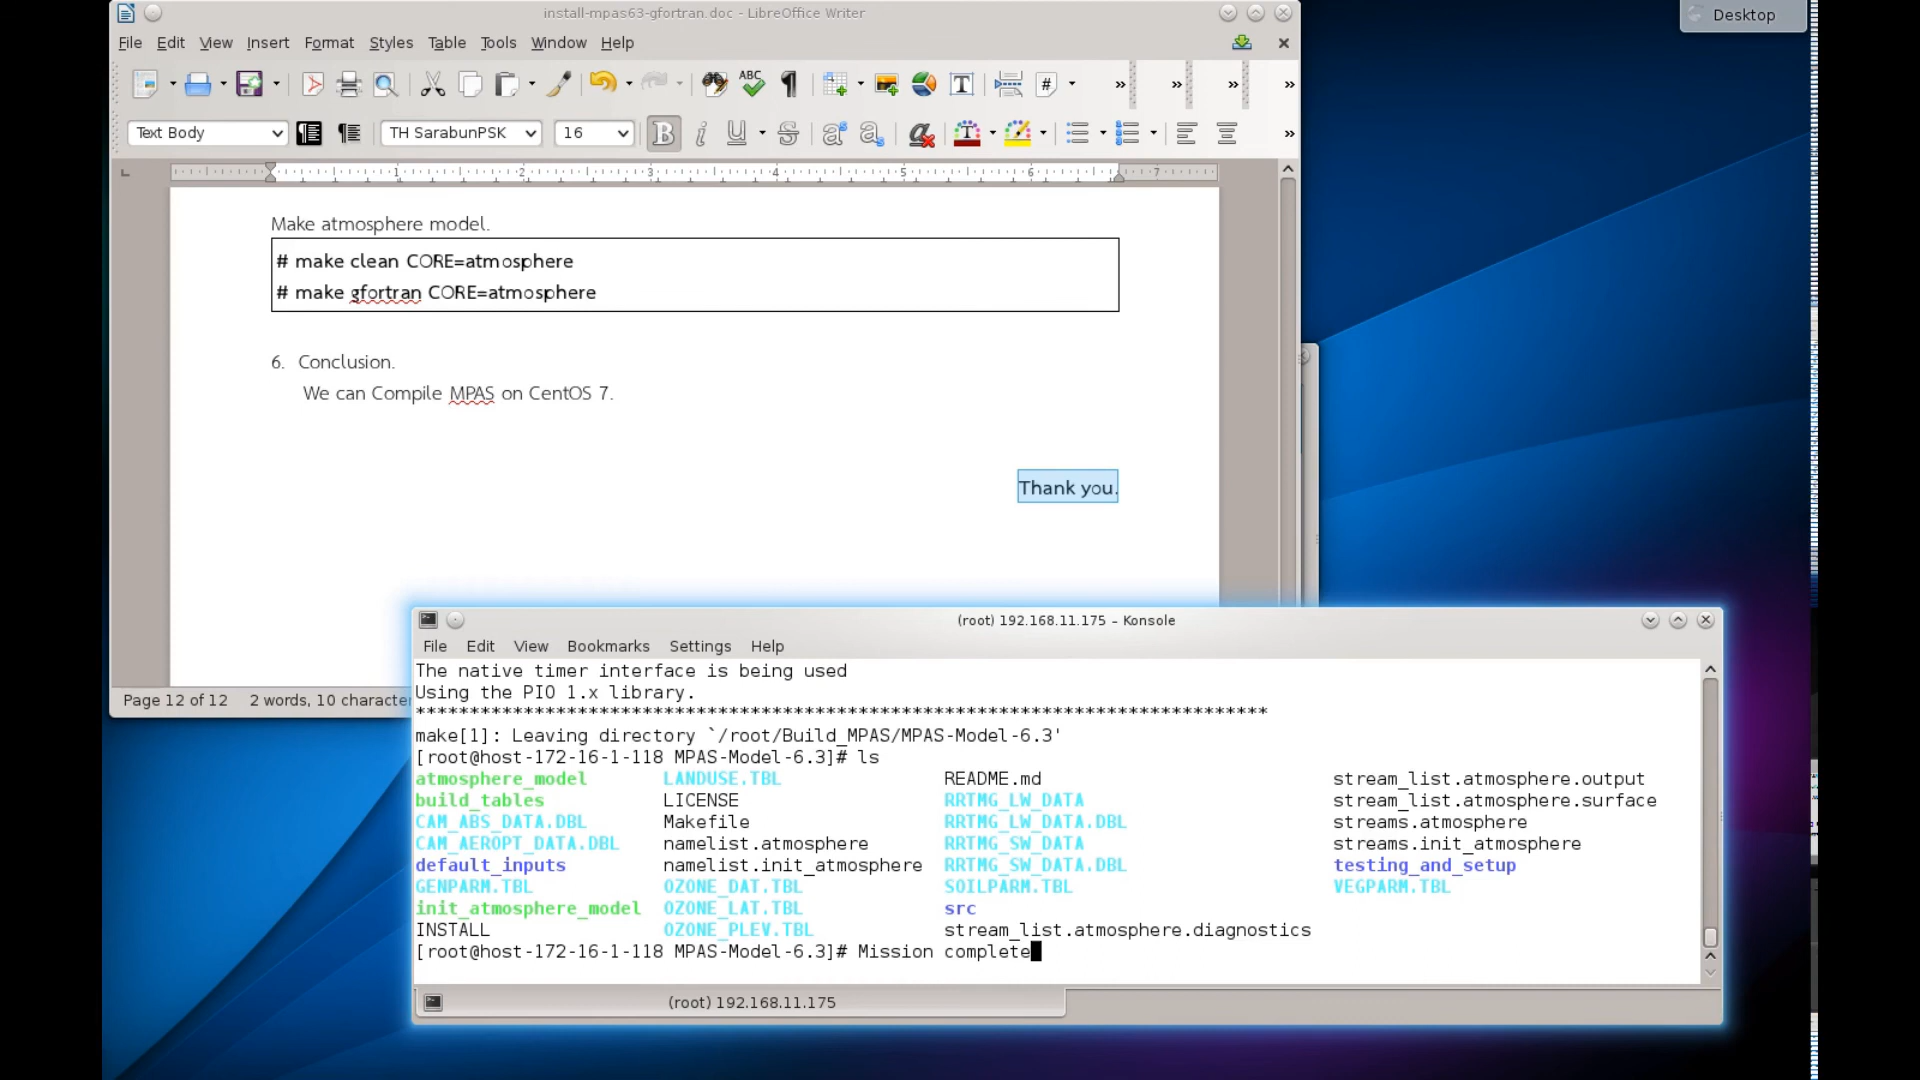 install-mpas63-gfortran.doc - LibreOffice Writer
Desktop
File Edit View Insert Format Styles Table Tools Window Help
Text Body
TH SarabunPSK
16
1 2 3 4 5 6 7
Make atmosphere model.
# make clean CORE=atmosphere
# make gfortran CORE=atmosphere
6. Conclusion.
We can Compile MPAS on CentOS 7.
Thank you.
Page 12 of 12 2 words, 10 character
(root) 192.168.11.175 – Konsole
File Edit View Bookmarks Settings Help
The native timer interface is being used
Using the PIO 1.x library.
*******************************************************************************
make[1]: Leaving directory `/root/Build_MPAS/MPAS-Model-6.3'
[root@host-172-16-1-118 MPAS-Model-6.3]# ls
atmosphere_model LANDUSE.TBL README.md stream_list.atmosphere.output
build_tables LICENSE RRTMG_LW_DATA stream_list.atmosphere.surface
CAM_ABS_DATA.DBL Makefile RRTMG_LW_DATA.DBL streams.atmosphere
CAM_AEROPT_DATA.DBL namelist.atmosphere RRTMG_SW_DATA streams.init_atmosphere
default_inputs namelist.init_atmosphere RRTMG_SW_DATA.DBL testing_and_setup
GENPARM.TBL OZONE_DAT.TBL SOILPARM.TBL VEGPARM.TBL
init_atmosphere_model OZONE_LAT.TBL src
INSTALL OZONE_PLEV.TBL stream_list.atmosphere.diagnostics
[root@host-172-16-1-118 MPAS-Model-6.3]# Mission complete
(root) 192.168.11.175